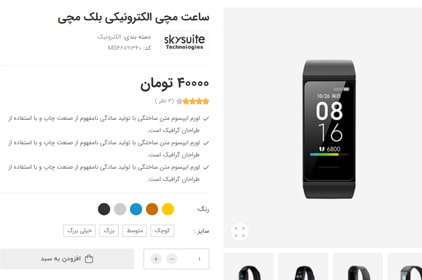 ساعت مچی الکترونیکی بلک مچی
دسته بندی: الکترونیک
skysuite
Technologies
۴۰۰۰۰ تومان
(۳ نظر)
لورم ایپسوم متن ساختگی با تولید سادگی نامفهوم از صنعت چاپ و با استفاده از
طراحان گرافیک است.
لورم ایپسوم متن ساختگی با تولید سادگی نامفهوم از صنعت چاپ و با استفاده از
طراحان گرافیک است.
لورم ایپسوم متن ساختگی با تولید سادگی نامفهوم از صنعت چاپ و با استفاده از
طراحان گرافیک است.
رنگ:
سایز :
کوچک
متوسط
بزرگ
خیلی بزرگ
۱
افزودن به سبد
08
16
6800